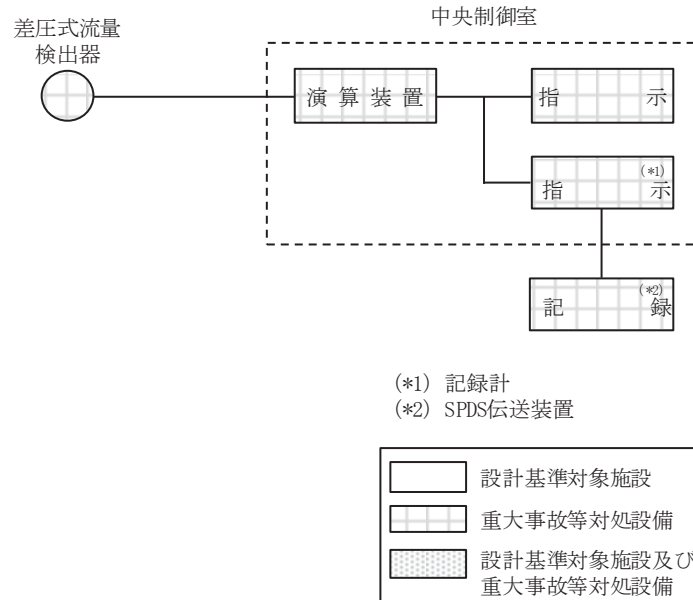 中央制御室
差圧式流量
検出器
演算装置
指示
指示(*1)
記録(*2)
(*1) 記録計
(*2) SPDS伝送装置
設計基準対象施設
重大事故等対処設備
設計基準対象施設及び
重大事故等対処設備